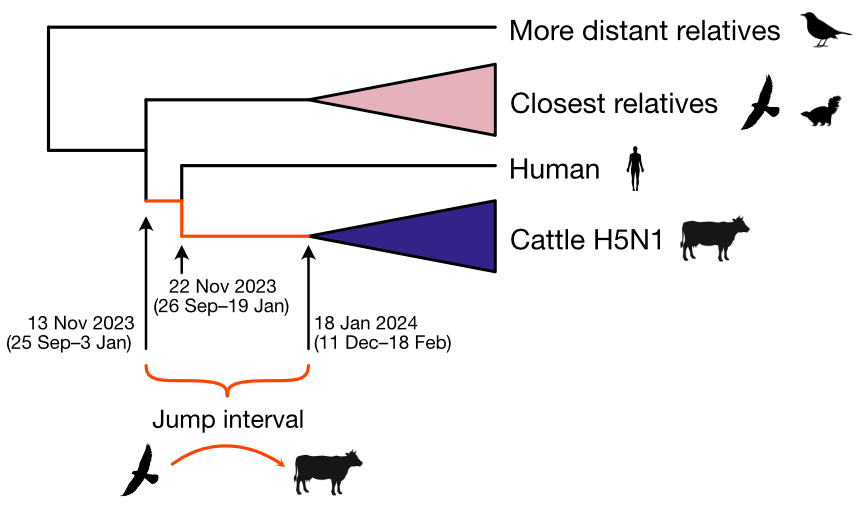 More distant relatives
Closest relatives
Human
Cattle H5N1
22 Nov 2023
(26 Sep–19 Jan)
13 Nov 2023
(25 Sep–3 Jan)
18 Jan 2024
(11 Dec–18 Feb)
Jump interval